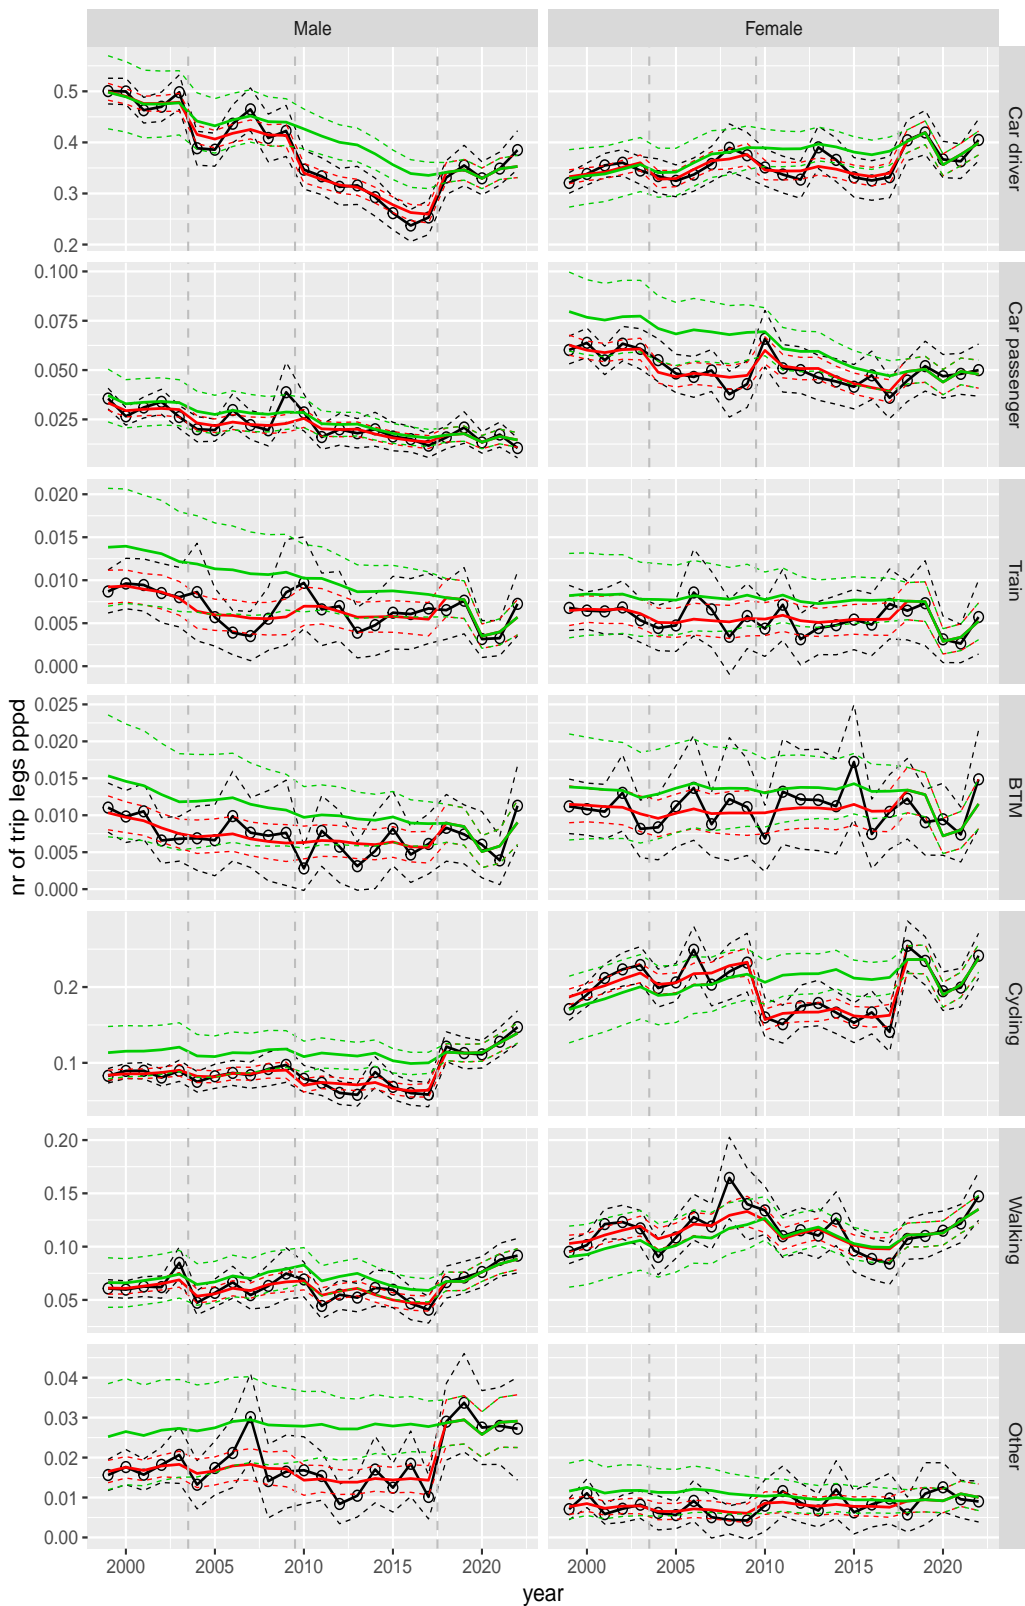 Male Female
0.5
0.4
0.3
0.2
Car driver
0.100
0.075
0.050
0.025
Car passenger
0.020
0.015
0.010
0.005
0.000
Train
0.025
0.020
0.015
0.010
0.005
0.000
BTM
0.2
0.1
Cycling
0.20
0.15
0.10
0.05
Walking
0.04
0.03
0.02
0.01
0.00
Other
nr of trip legs pppd
2000 2005 2010 2015 2020 2000 2005 2010 2015 2020
year